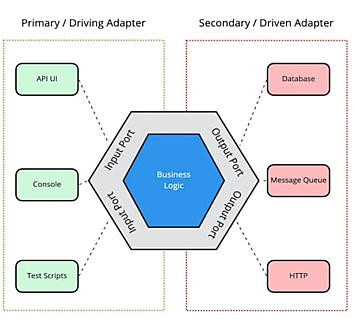 Primary / Driving Adapter
Secondary / Driven Adapter
API UI
Database
Input Port
Output Port
Console
Business
Logic
Message Queue
Input Port
Output Port
Test Scripts
HTTP